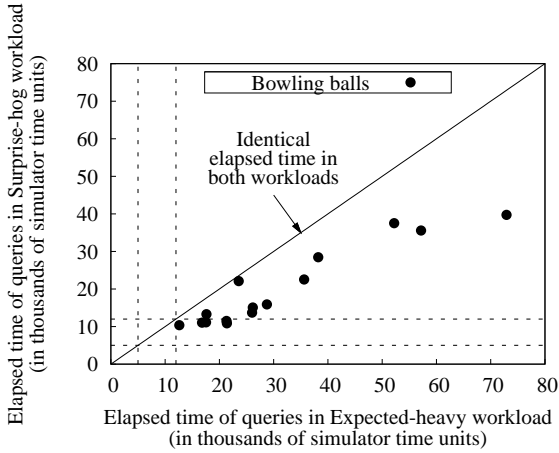 Elapsed time of queries in Surprise-hog workload
(in thousands of simulator time units)
80
70
60
50
40
30
20
10
0
Bowling balls
Identical
elapsed time in
both workloads
0 10 20 30 40 50 60 70 80
Elapsed time of queries in Expected-heavy workload
(in thousands of simulator time units)